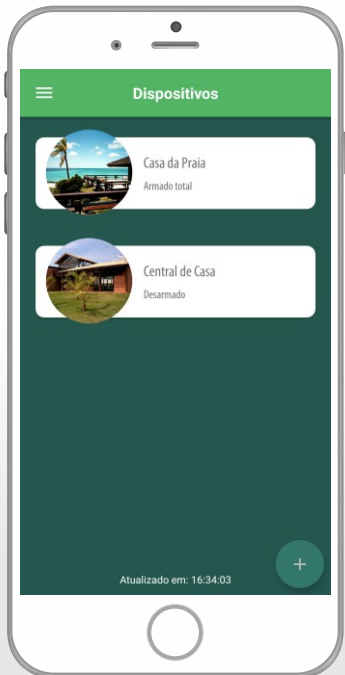 Dispositivos
Casa da Praia
Armado total
Central de Casa
Desarmado
Atualizado em: 16:34:03